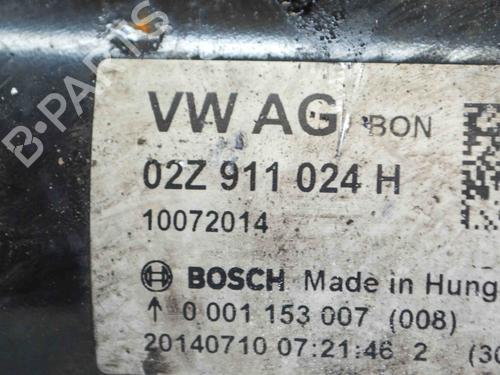 VW AG BON
02Z 911 024 H
10072014
BOSCH Made in Hung
↑ 0 001 153 007 (008)
20140710 07:21:46 2 (30
B-PARTS